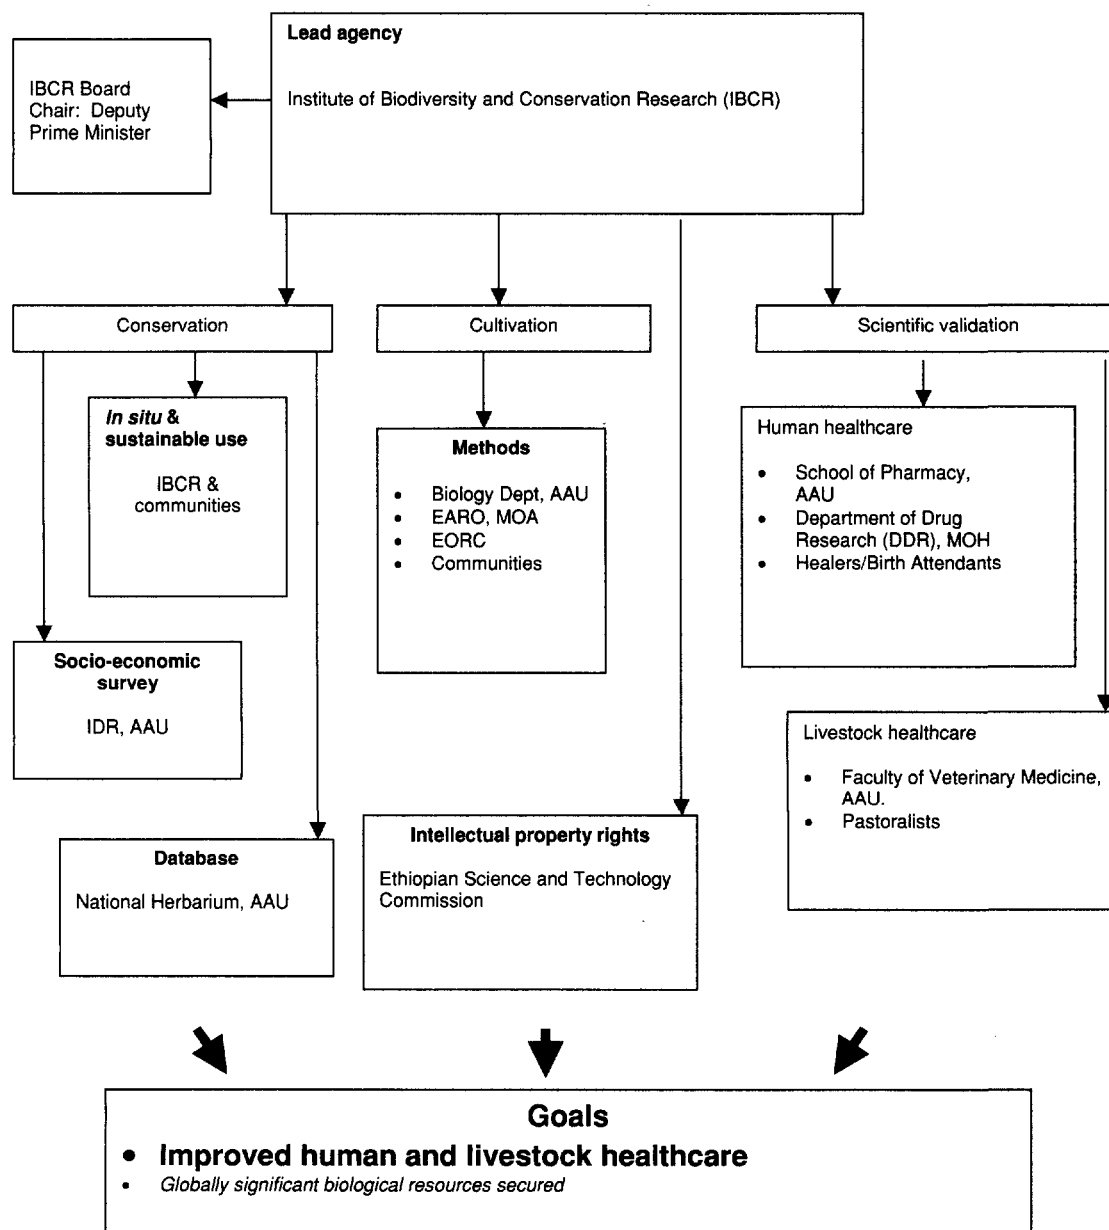 Lead agency
Institute of Biodiversity and Conservation Research (IBCR)
IBCR Board
Chair: Deputy
Prime Minister
Conservation
Cultivation
Scientific validation
In situ &
sustainable use
IBCR &
communities
Methods
• Biology Dept, AAU
• EARO, MOA
• EORC
• Communities
Human healthcare
• School of Pharmacy,
AAU
• Department of Drug
Research (DDR), MOH
• Healers/Birth Attendants
Socio-economic
survey
IDR, AAU
Livestock healthcare
• Faculty of Veterinary Medicine,
AAU.
• Pastoralists
Database
National Herbarium, AAU
Intellectual property rights
Ethiopian Science and Technology
Commission
Goals
• Improved human and livestock healthcare
• Globally significant biological resources secured